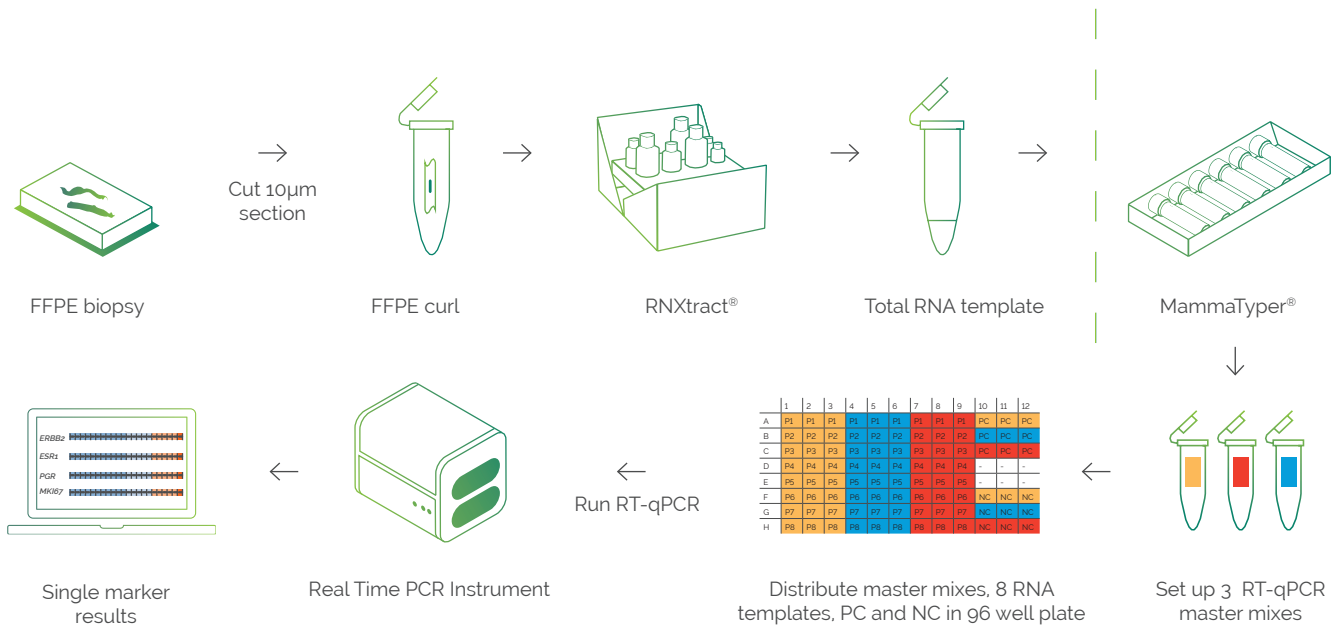 Cut 10µm
section
FFPE biopsy
FFPE curl
RNXtract®
Total RNA template
MammaTyper®
ERBB2
ESR1
PGR
MKI67
Run RT-qPCR
1 2 3 4 5 6 7 8 9 10 11 12
A P1 P1 P1 P1 P1 P1 P1 P1 P1 PC PC PC
B P2 P2 P2 P2 P2 P2 P2 P2 P2 PC PC PC
C P3 P3 P3 P3 P3 P3 P3 P3 P3 PC PC PC
D P4 P4 P4 P4 P4 P4 P4 P4 P4 - - -
E P5 P5 P5 P5 P5 P5 P5 P5 P5 - - -
F P6 P6 P6 P6 P6 P6 P6 P6 P6 NC NC NC
G P7 P7 P7 P7 P7 P7 P7 P7 P7 NC NC NC
H P8 P8 P8 P8 P8 P8 P8 P8 P8 NC NC NC
Single marker
results
Real Time PCR Instrument
Distribute master mixes, 8 RNA
templates, PC and NC in 96 well plate
Set up 3 RT-qPCR
master mixes